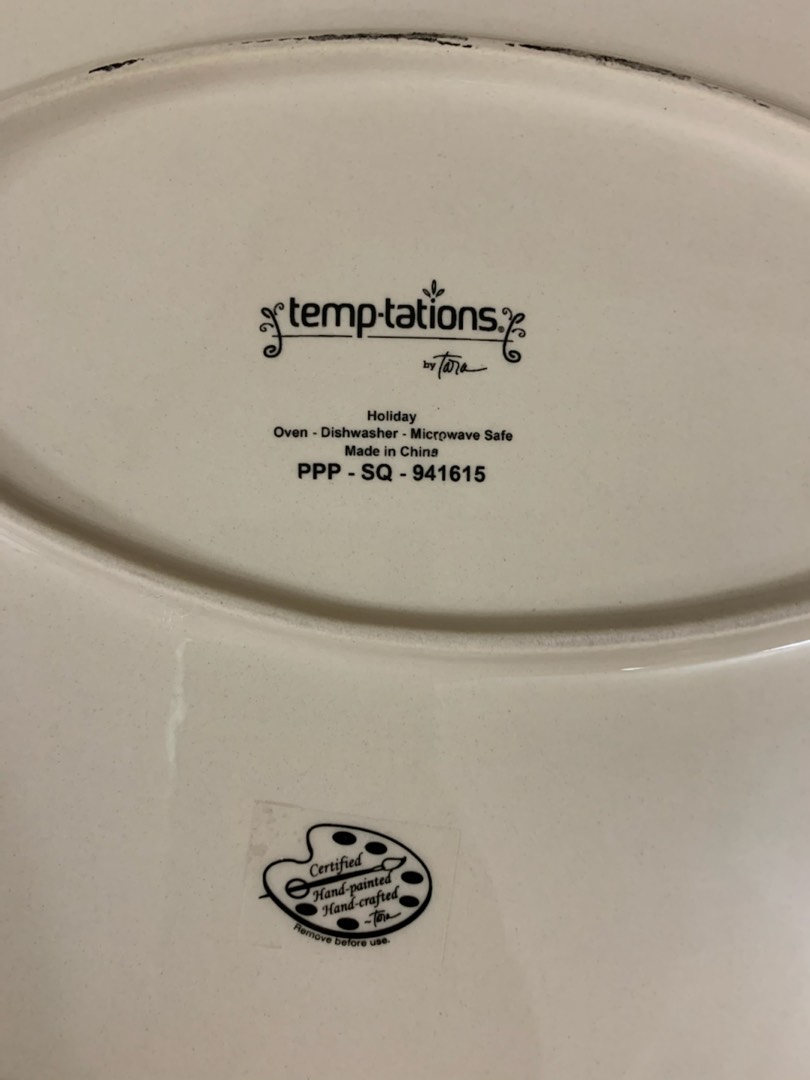 temp-tations®
by Tara
Holiday
Oven - Dishwasher - Microwave Safe
Made in China
PPP - SQ - 941615
Certified
Hand-painted
Hand-crafted
~Tara
Remove before use.